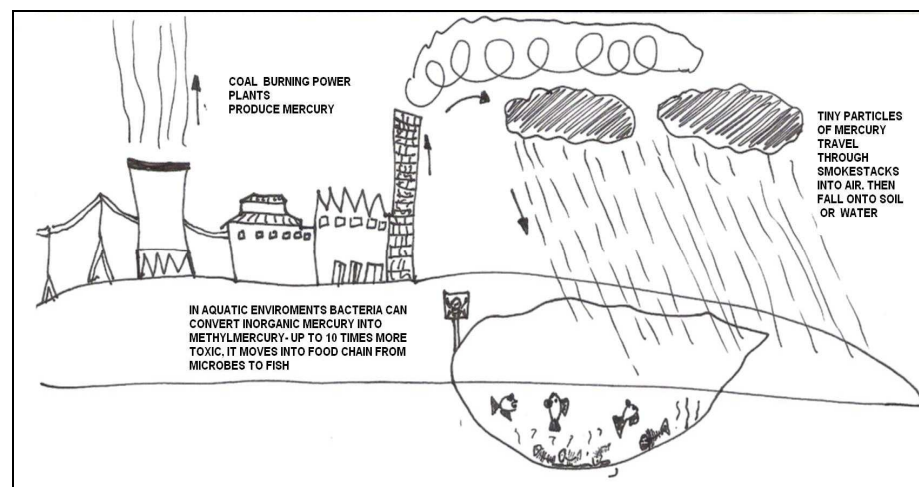 COAL BURNING POWER
PLANTS
PRODUCE MERCURY
TINY PARTICLES
OF MERCURY
TRAVEL
THROUGH
SMOKESTACKS
INTO AIR. THEN
FALL ONTO SOIL
OR WATER
IN AQUATIC ENVIROMENTS BACTERIA CAN
CONVERT INORGANIC MERCURY INTO
METHYLMERCURY- UP TO 10 TIMES MORE
TOXIC, IT MOVES INTO FOOD CHAIN FROM
MICROBES TO FISH